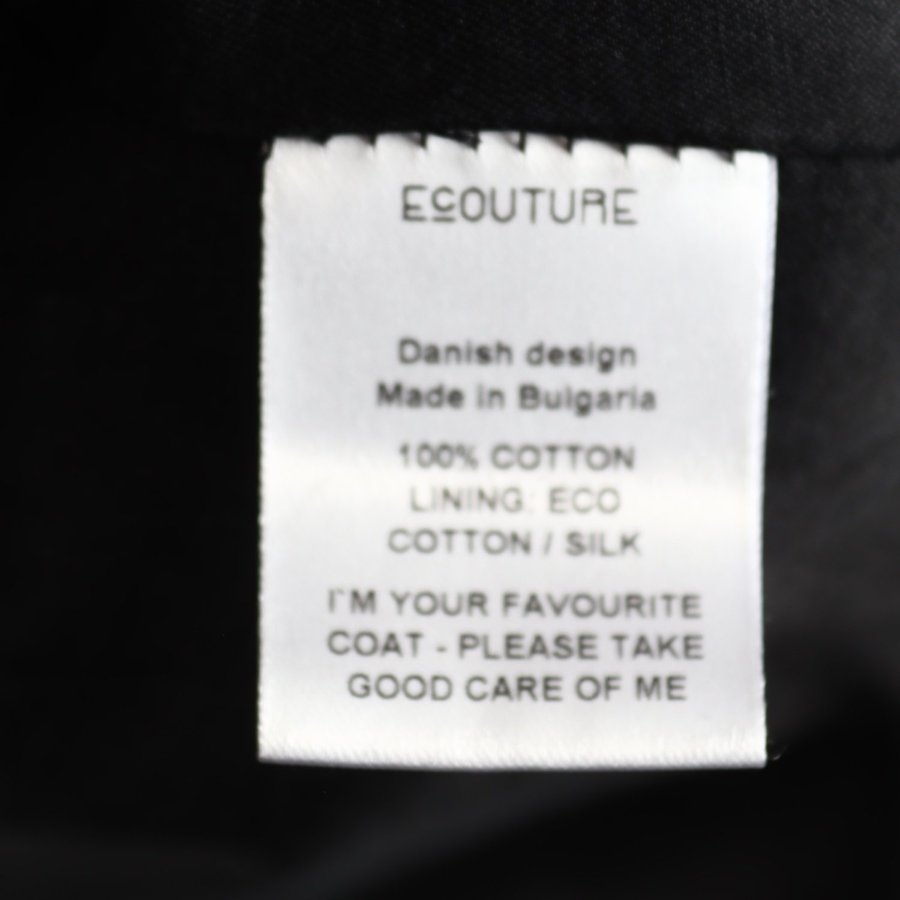 ECOUTURE
Danish design
Made in Bulgaria
100% COTTON
LINING: ECO
COTTON / SILK
I'M YOUR FAVOURITE
COAT - PLEASE TAKE
GOOD CARE OF ME